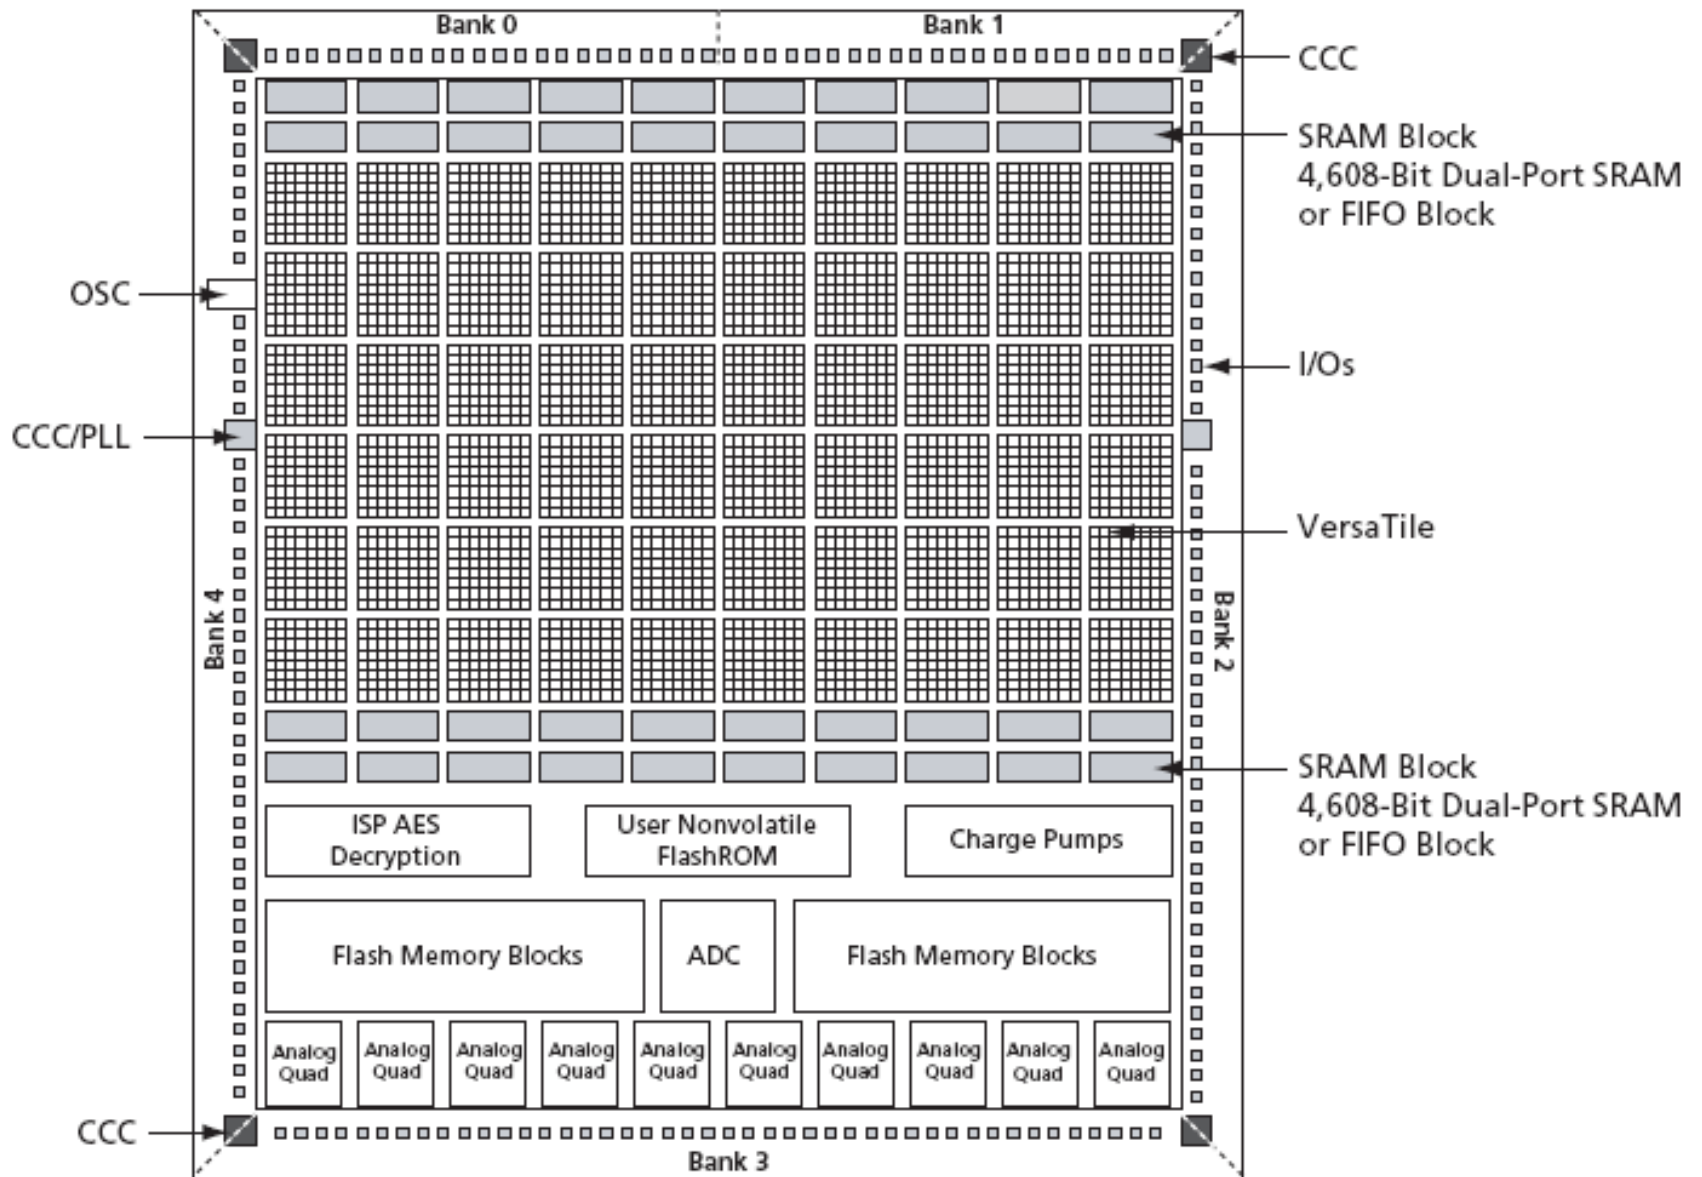 Bank 0
Bank 1
CCC
SRAM Block
4,608-Bit Dual-Port SRAM
or FIFO Block
OSC
I/Os
CCC/PLL
VersaTile
Bank 4
Bank 2
SRAM Block
4,608-Bit Dual-Port SRAM
or FIFO Block
ISP AES
Decryption
User Nonvolatile
FlashROM
Charge Pumps
Flash Memory Blocks
ADC
Flash Memory Blocks
Analog
Quad
Analog
Quad
Analog
Quad
Analog
Quad
Analog
Quad
Analog
Quad
Analog
Quad
Analog
Quad
Analog
Quad
Analog
Quad
CCC
Bank 3